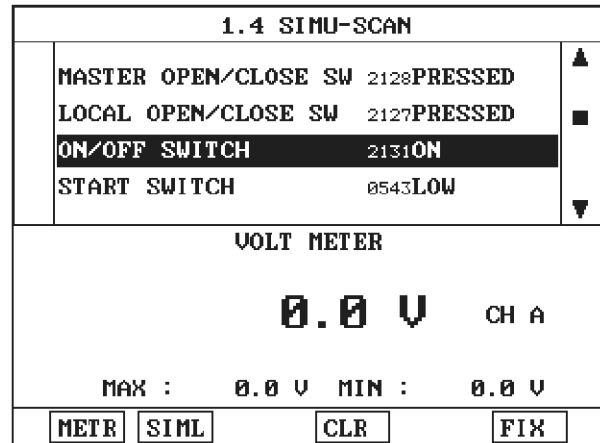 1.4 SIMU-SCAN
MASTER OPEN/CLOSE SW 2128PRESSED
LOCAL OPEN/CLOSE SW 2127PRESSED
ON/OFF SWITCH 2131ON
START SWITCH 0543LOW
VOLT METER
0.0 V CH A
MAX : 0.0 V MIN : 0.0 V
METR SIML CLR FIX